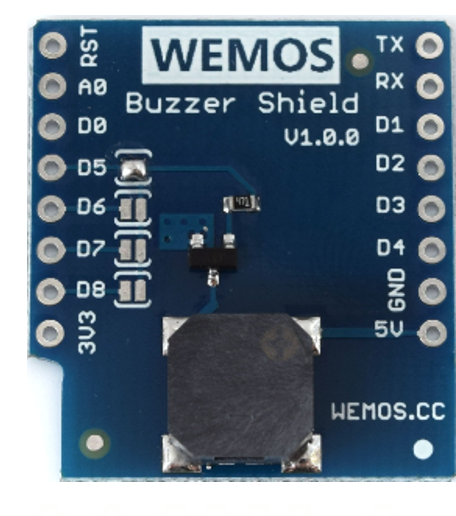 WEMOS
Buzzer Shield
V1.0.0
RST
A0
D0
D5
D6
D7
D8
3V3
TX
RX
D1
D2
D3
D4
GND
5V
471
WEMOS.CC